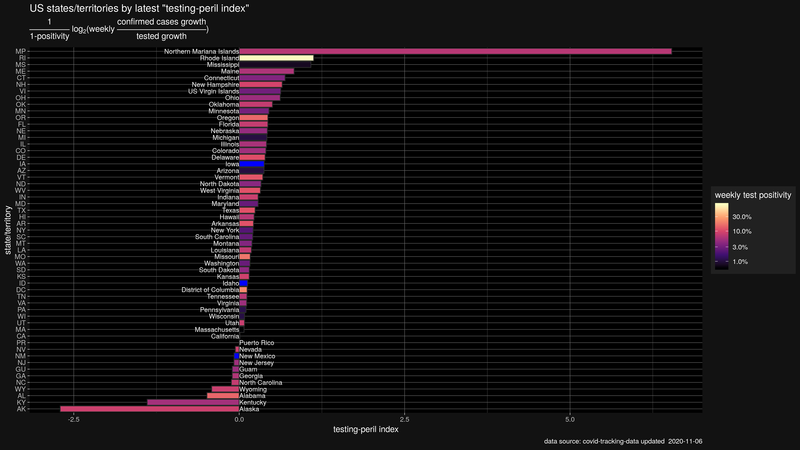 US states/territories by latest "testing-peril index"
1
1-positivity
log2(weekly
confirmed cases growth
tested growth
)
MP Northern Mariana Islands
RI Rhode Island
MS Mississippi
ME Maine
CT Connecticut
NH New Hampshire
VI US Virgin Islands
OH Ohio
OK Oklahoma
MN Minnesota
OR Oregon
FL Florida
NE Nebraska
MI Michigan
IL Illinois
CO Colorado
DE Delaware
IA Iowa
AZ Arizona
VT Vermont
ND North Dakota
WV West Virginia
IN Indiana
MD Maryland
TX Texas
HI Hawaii
AR Arkansas
NY New York
SC South Carolina
MT Montana
LA Louisiana
MO Missouri
WA Washington
SD South Dakota
KS Kansas
ID Idaho
DC District of Columbia
TN Tennessee
VA Virginia
PA Pennsylvania
WI Wisconsin
UT Utah
MA Massachusetts
CA California
PR Puerto Rico
NV Nevada
NM New Mexico
NJ New Jersey
GU Guam
GA Georgia
NC North Carolina
WY Wyoming
AL Alabama
KY Kentucky
AK Alaska
state/territory
-2.5 0.0 2.5 5.0
testing-peril index
weekly test positivity
30.0%
10.0%
3.0%
1.0%
data source: covid-tracking-data updated 2020-11-06